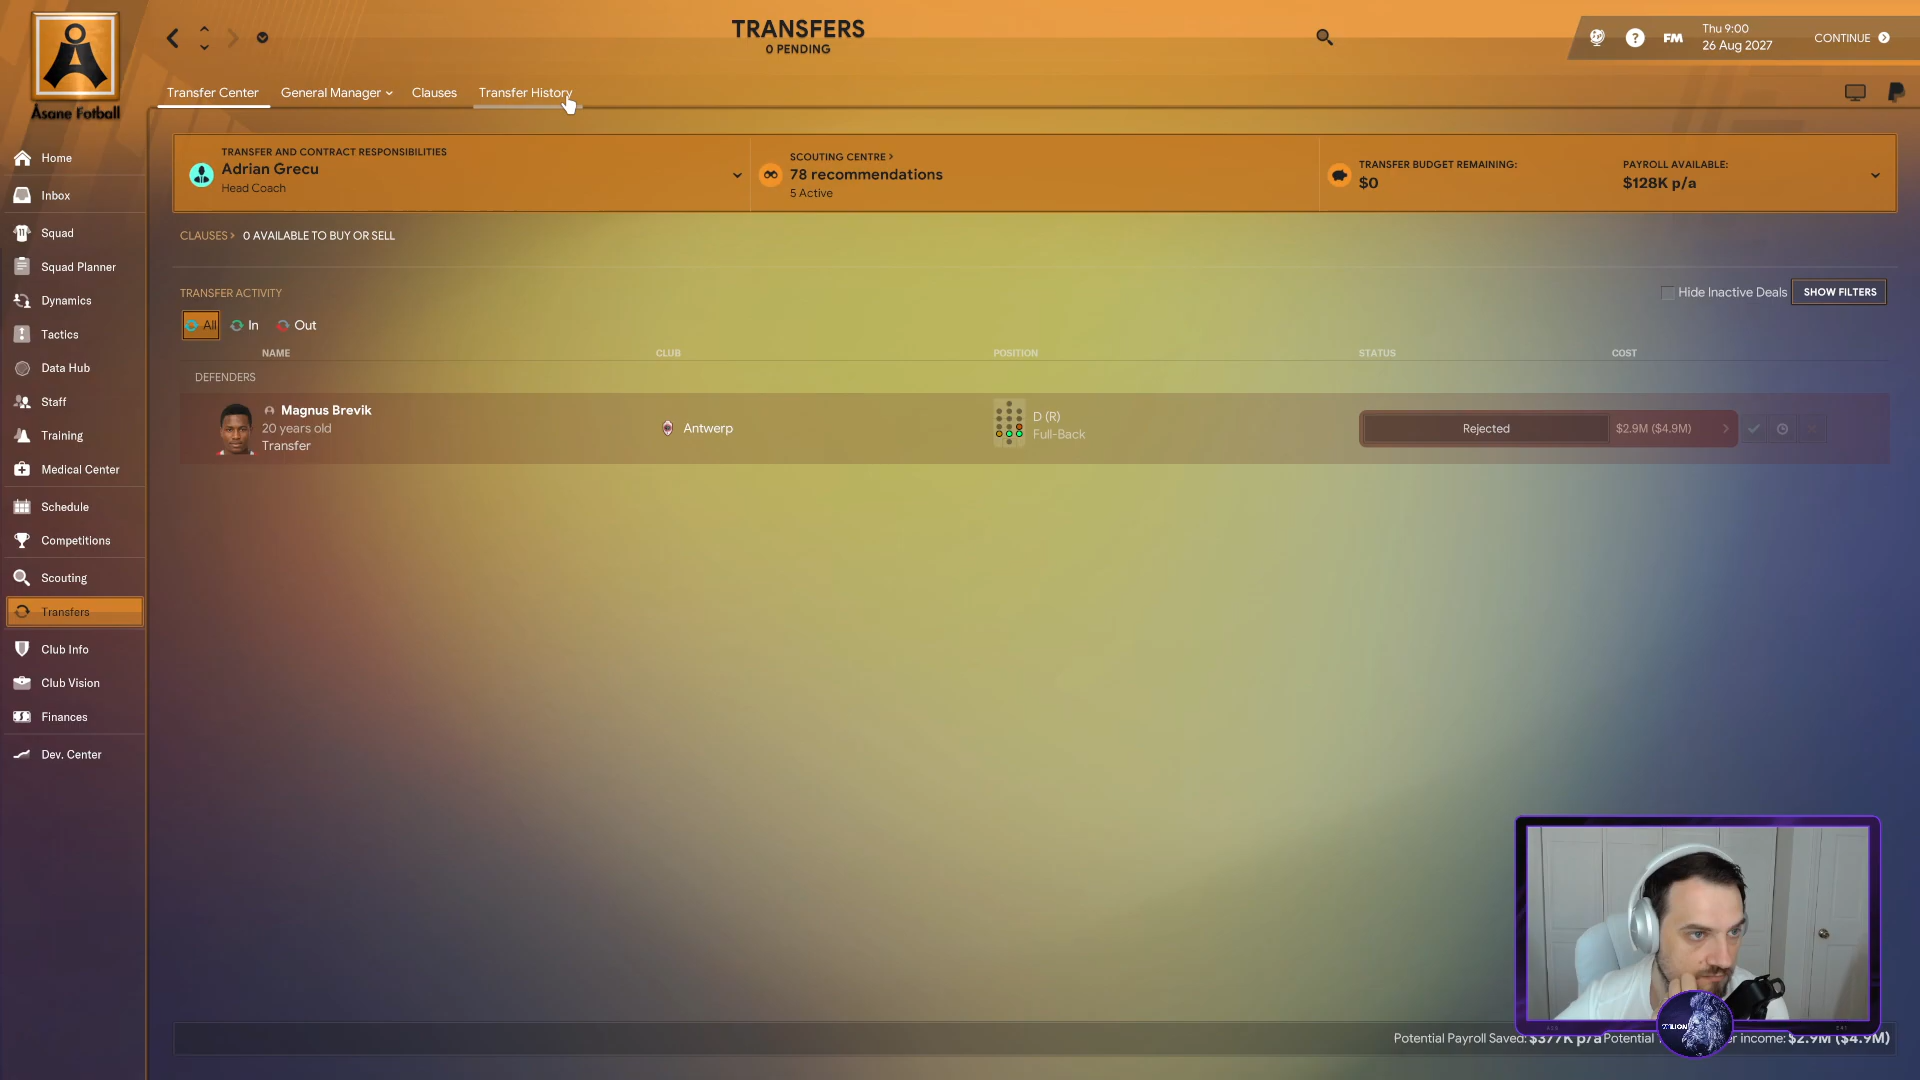 TRANSFERS
0 PENDING
?
FM
Thu 9:00
26 Aug 2027
CONTINUE
Åsane Fotball
Transfer Center
General Manager
Clauses
Transfer History
TRANSFER AND CONTRACT RESPONSIBILITIES
Adrian Grecu
Head Coach
SCOUTING CENTRE >
78 recommendations
5 Active
TRANSFER BUDGET REMAINING:
$0
PAYROLL AVAILABLE:
$128K p/a
CLAUSES > 0 AVAILABLE TO BUY OR SELL
TRANSFER ACTIVITY
Hide Inactive Deals
SHOW FILTERS
All
In
Out
NAME
CLUB
POSITION
STATUS
COST
DEFENDERS
Magnus Brevik
20 years old
Transfer
Antwerp
D (R)
Full-Back
Rejected
$2.9M ($4.9M)
Home
Inbox
Squad
Squad Planner
Dynamics
Tactics
Data Hub
Staff
Training
Medical Center
Schedule
Competitions
Scouting
Transfers
Club Info
Club Vision
Finances
Dev. Center
Potential Payroll Saved: $377K p/a Potential income: $2.9M ($4.9M)